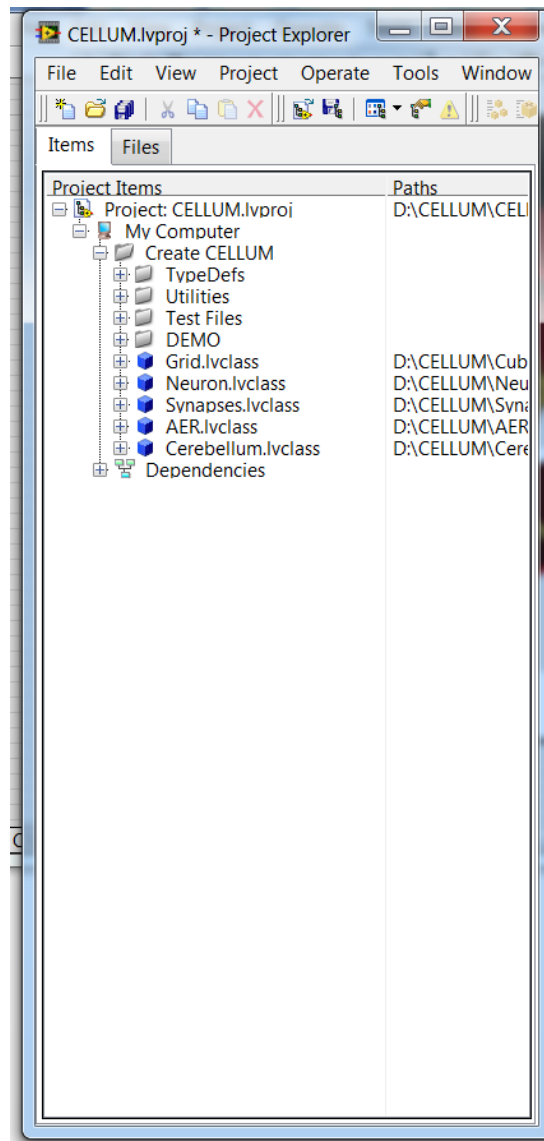 CELLUM.lvproj * - Project Explorer
File Edit View Project Operate Tools Window
Items Files
Project Items Paths
Project: CELLUM.lvproj D:\CELLUM\CELL
My Computer
Create CELLUM
TypeDefs
Utilities
Test Files
DEMO
Grid.lvclass D:\CELLUM\Cub
Neuron.lvclass D:\CELLUM\Neu
Synapses.lvclass D:\CELLUM\Syna
AER.lvclass D:\CELLUM\AER
Cerebellum.lvclass D:\CELLUM\Cere
Dependencies